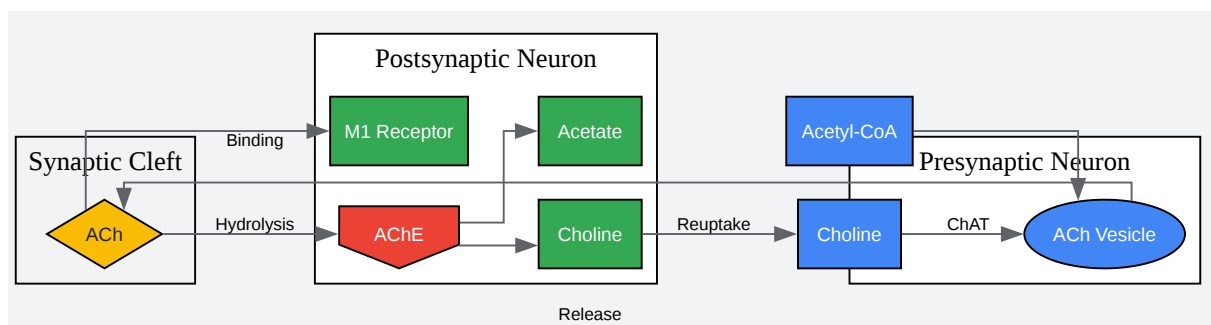 Postsynaptic Neuron
M1 Receptor
Acetate
Acetyl-CoA
Binding
Synaptic Cleft
Presynaptic Neuron
ACh
Hydrolysis
AChE
Choline
Reuptake
Choline
ChAT
ACh Vesicle
Release